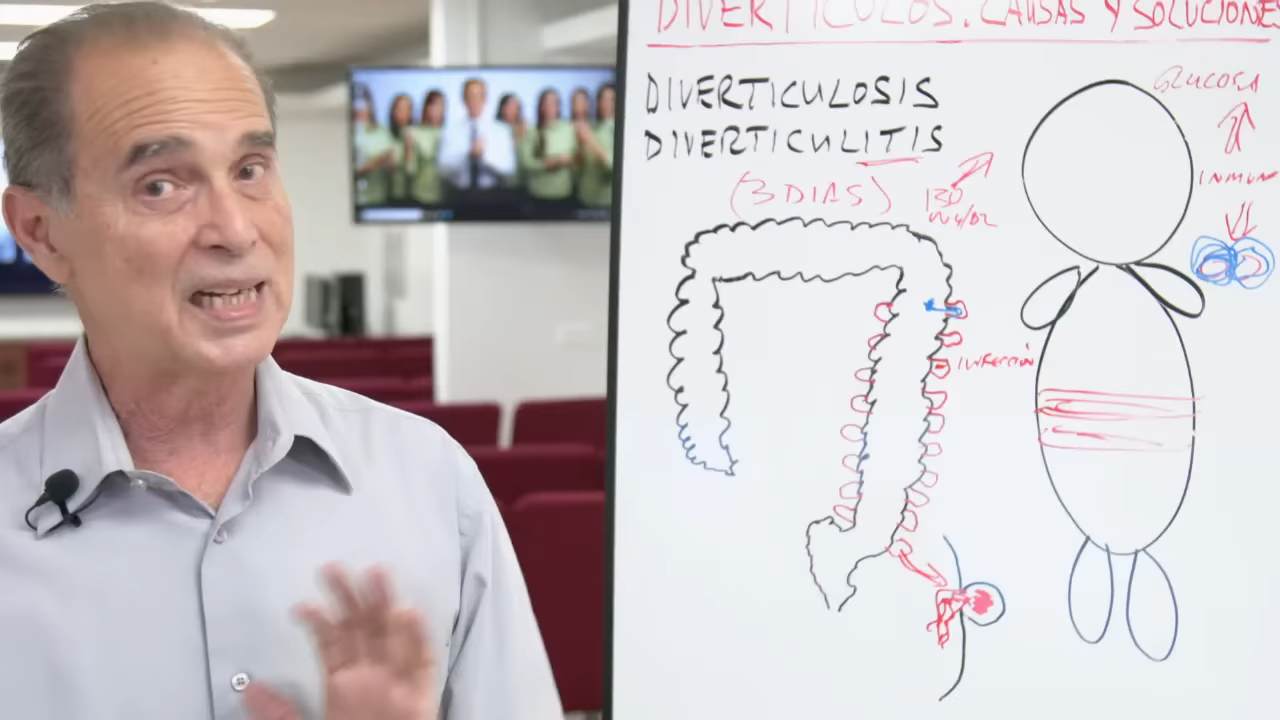 DIVERTICULOS. CAUSAS Y SOLUCIONES
DIVERTICULOSIS
DIVERTICULITIS
(3 DIAS)
130
mg/dL
GLUCOSA
INMUN
INFECCIÓN